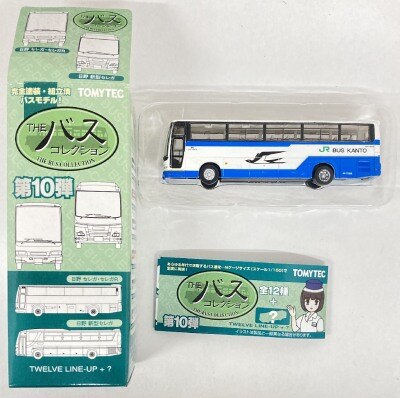 日野 セレガ・セレガR
日野 新型セレガ
完全塗装・組立済
バスモデル!
TOMYTEC
THE
バス
コレクション
THE BUS COLLECTION
第10弾
日野 セレガ・セレガR
日野 新型セレガ
TWELVE LINE-UP + ?
JR BUS KANTO
TOMYTEC
THE
バス
コレクション
THE BUS COLLECTION
第10弾
全12種
+
?
TWELVE LINE-UP + ?